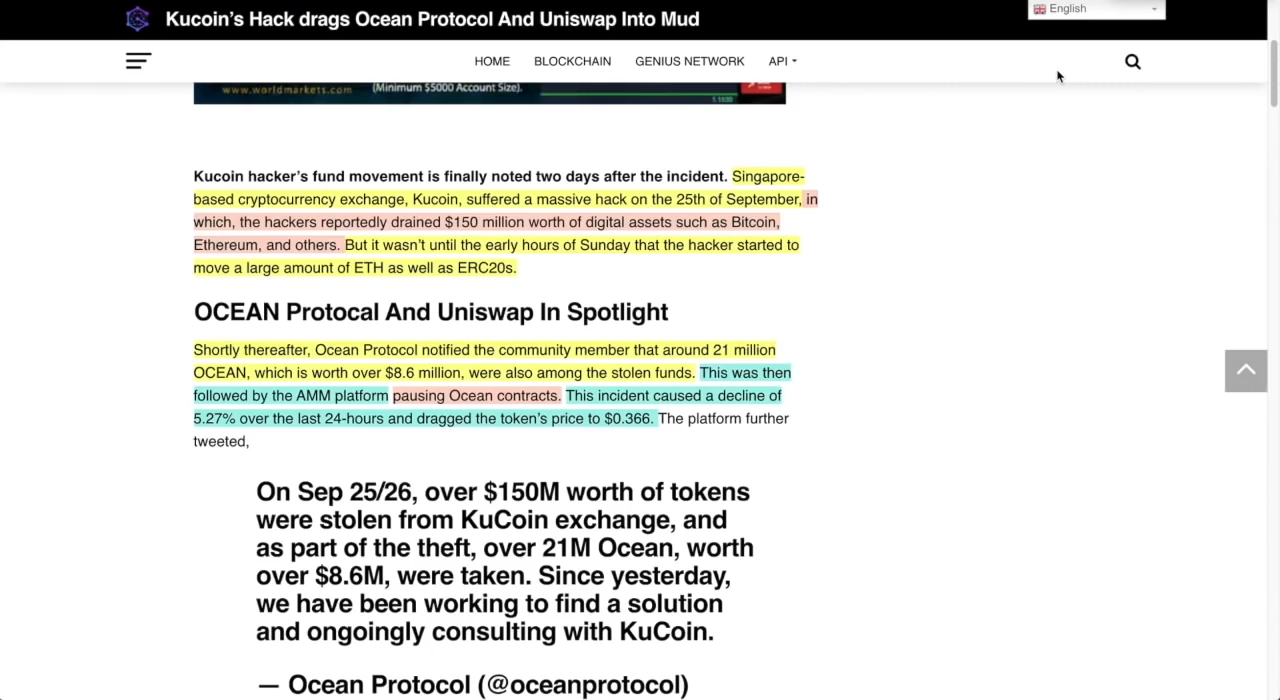 Kucoin's Hack drags Ocean Protocol And Uniswap Into Mud
English
HOME BLOCKCHAIN GENIUS NETWORK API
www.worldmarkets.com (Minimum $5000 Account Size).
Kucoin hacker's fund movement is finally noted two days after the incident. Singapore-
based cryptocurrency exchange, Kucoin, suffered a massive hack on the 25th of September, in
which, the hackers reportedly drained $150 million worth of digital assets such as Bitcoin,
Ethereum, and others. But it wasn't until the early hours of Sunday that the hacker started to
move a large amount of ETH as well as ERC20s.
OCEAN Protocal And Uniswap In Spotlight
Shortly thereafter, Ocean Protocol notified the community member that around 21 million
OCEAN, which is worth over $8.6 million, were also among the stolen funds. This was then
followed by the AMM platform pausing Ocean contracts. This incident caused a decline of
5.27% over the last 24-hours and dragged the token's price to $0.366. The platform further
tweeted,
On Sep 25/26, over $150M worth of tokens
were stolen from KuCoin exchange, and
as part of the theft, over 21M Ocean, worth
over $8.6M, were taken. Since yesterday,
we have been working to find a solution
and ongoingly consulting with KuCoin.
— Ocean Protocol (@oceanprotocol)